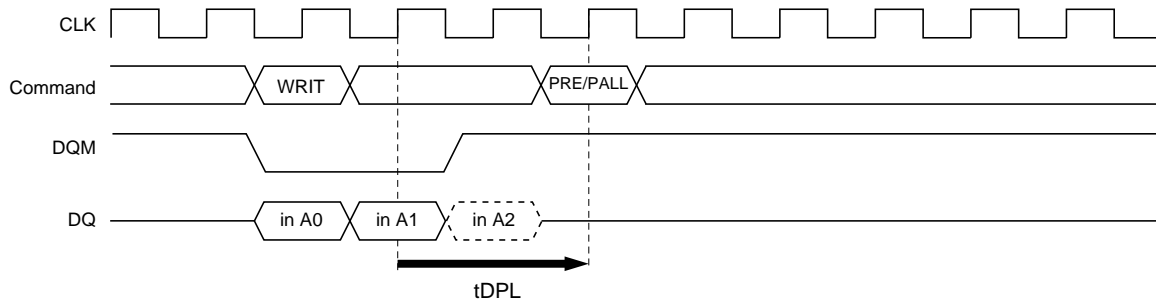 CLK
Command
WRIT
PRE/PALL
DQM
DQ
in A0
in A1
in A2
tDPL